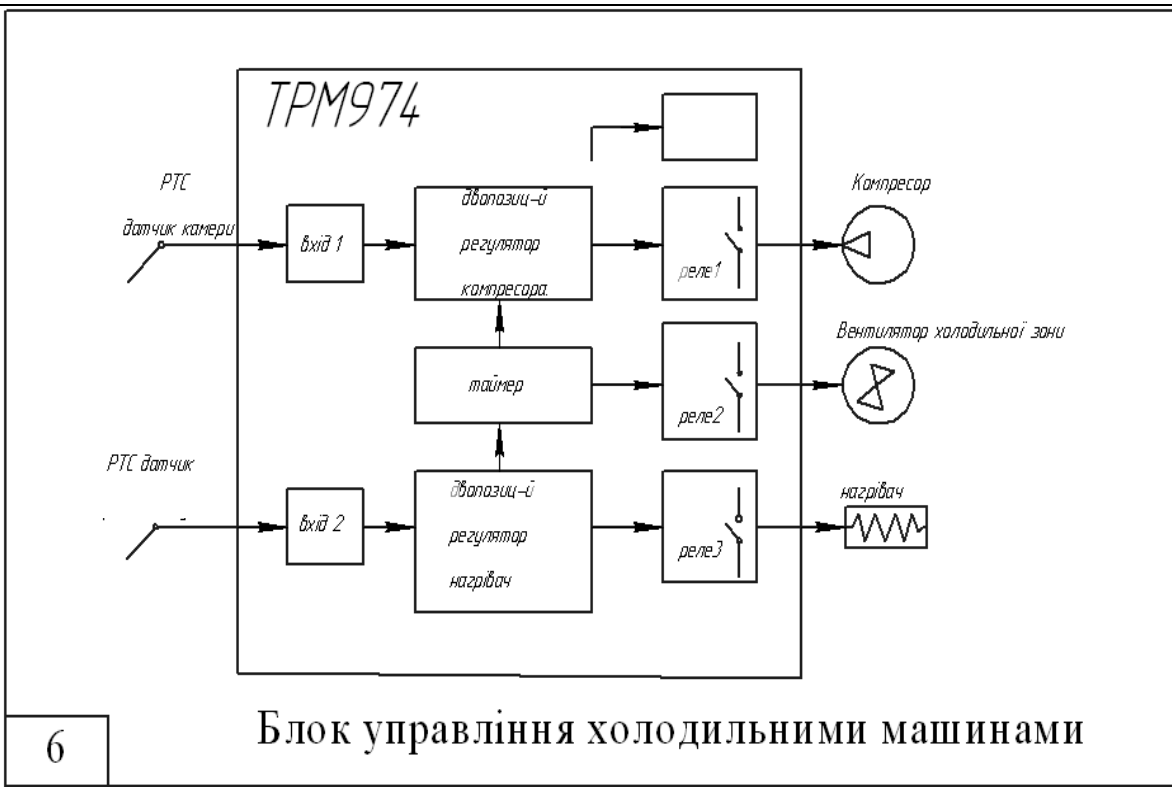 ТРМ974
РТС
датчик камери
вхід 1
двопозиц-й
регулятор
компресора.
реле1
Компресор
таймер
реле2
Вентилятор холодильної зони
РТС датчик
вхід 2
двопозиц-й
регулятор
нагрівач
реле3
нагрівач
6
Блок управління холодильними машинами